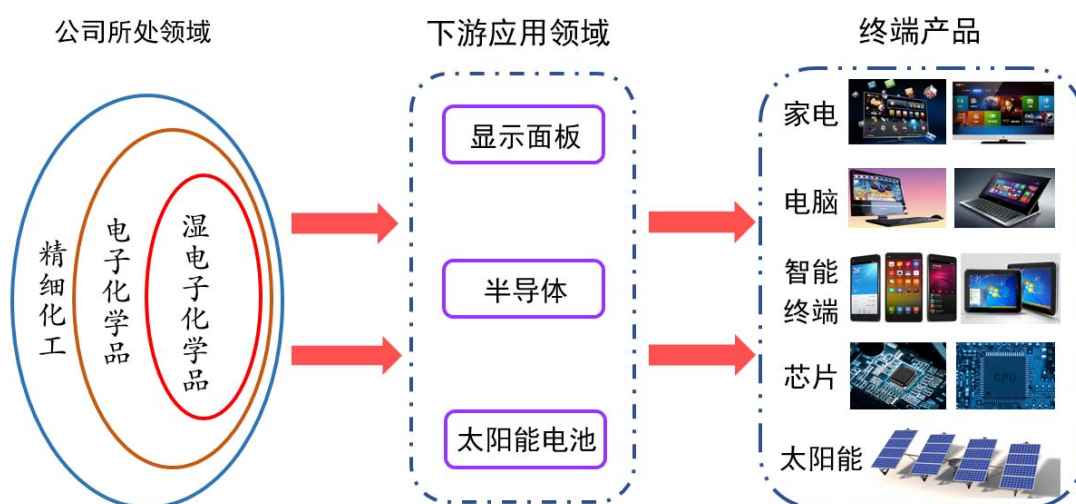 公司所处领域
下游应用领域
终端产品
精细化工
电子化学品
湿电子化学品
显示面板
半导体
太阳能电池
家电
电脑
智能
终端
芯片
CPU
太阳能